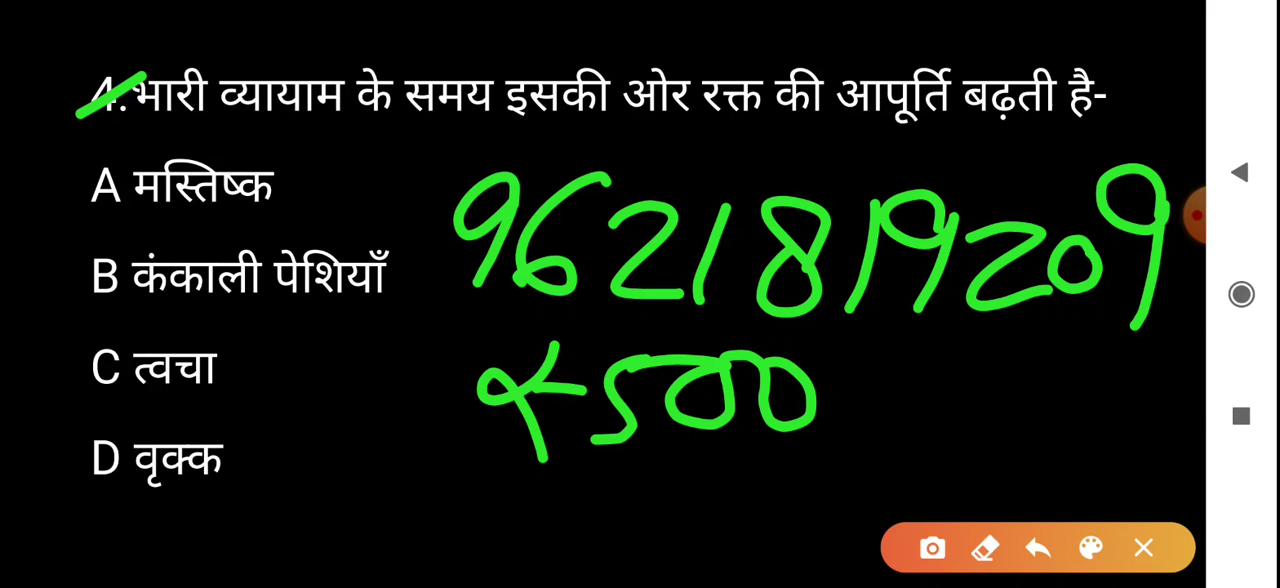 4.भारी व्यायाम के समय इसकी ओर रक्त की आपूर्ति बढ़ती है-
A मस्तिष्क
B कंकाली पेशियाँ
9621819209
C त्वचा
500
D वृक्क